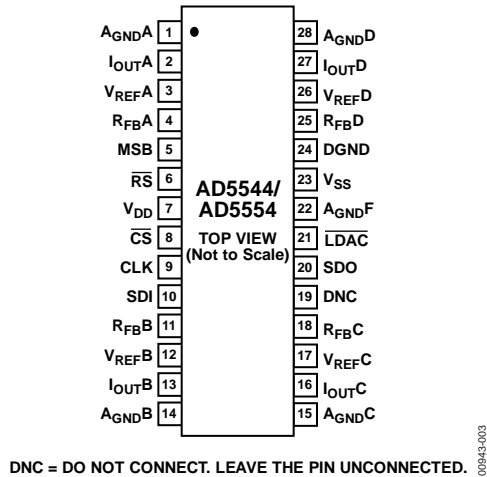 AGNDA 1 28 AGNDD
IOUTA 2 27 IOUTD
VREFA 3 26 VREFD
RFBA 4 25 RFBD
MSB 5 24 DGND
RS 6 23 VSS
VDD 7 22 AGNDF
CS 8 21 LDAC
CLK 9 20 SDO
SDI 10 19 DNC
RFBB 11 18 RFBC
VREFB 12 17 VREFC
IOUTB 13 16 IOUTC
AGNDB 14 15 AGNDC
AD5544/
AD5554
TOP VIEW
(Not to Scale)
DNC = DO NOT CONNECT. LEAVE THE PIN UNCONNECTED.
00943-003